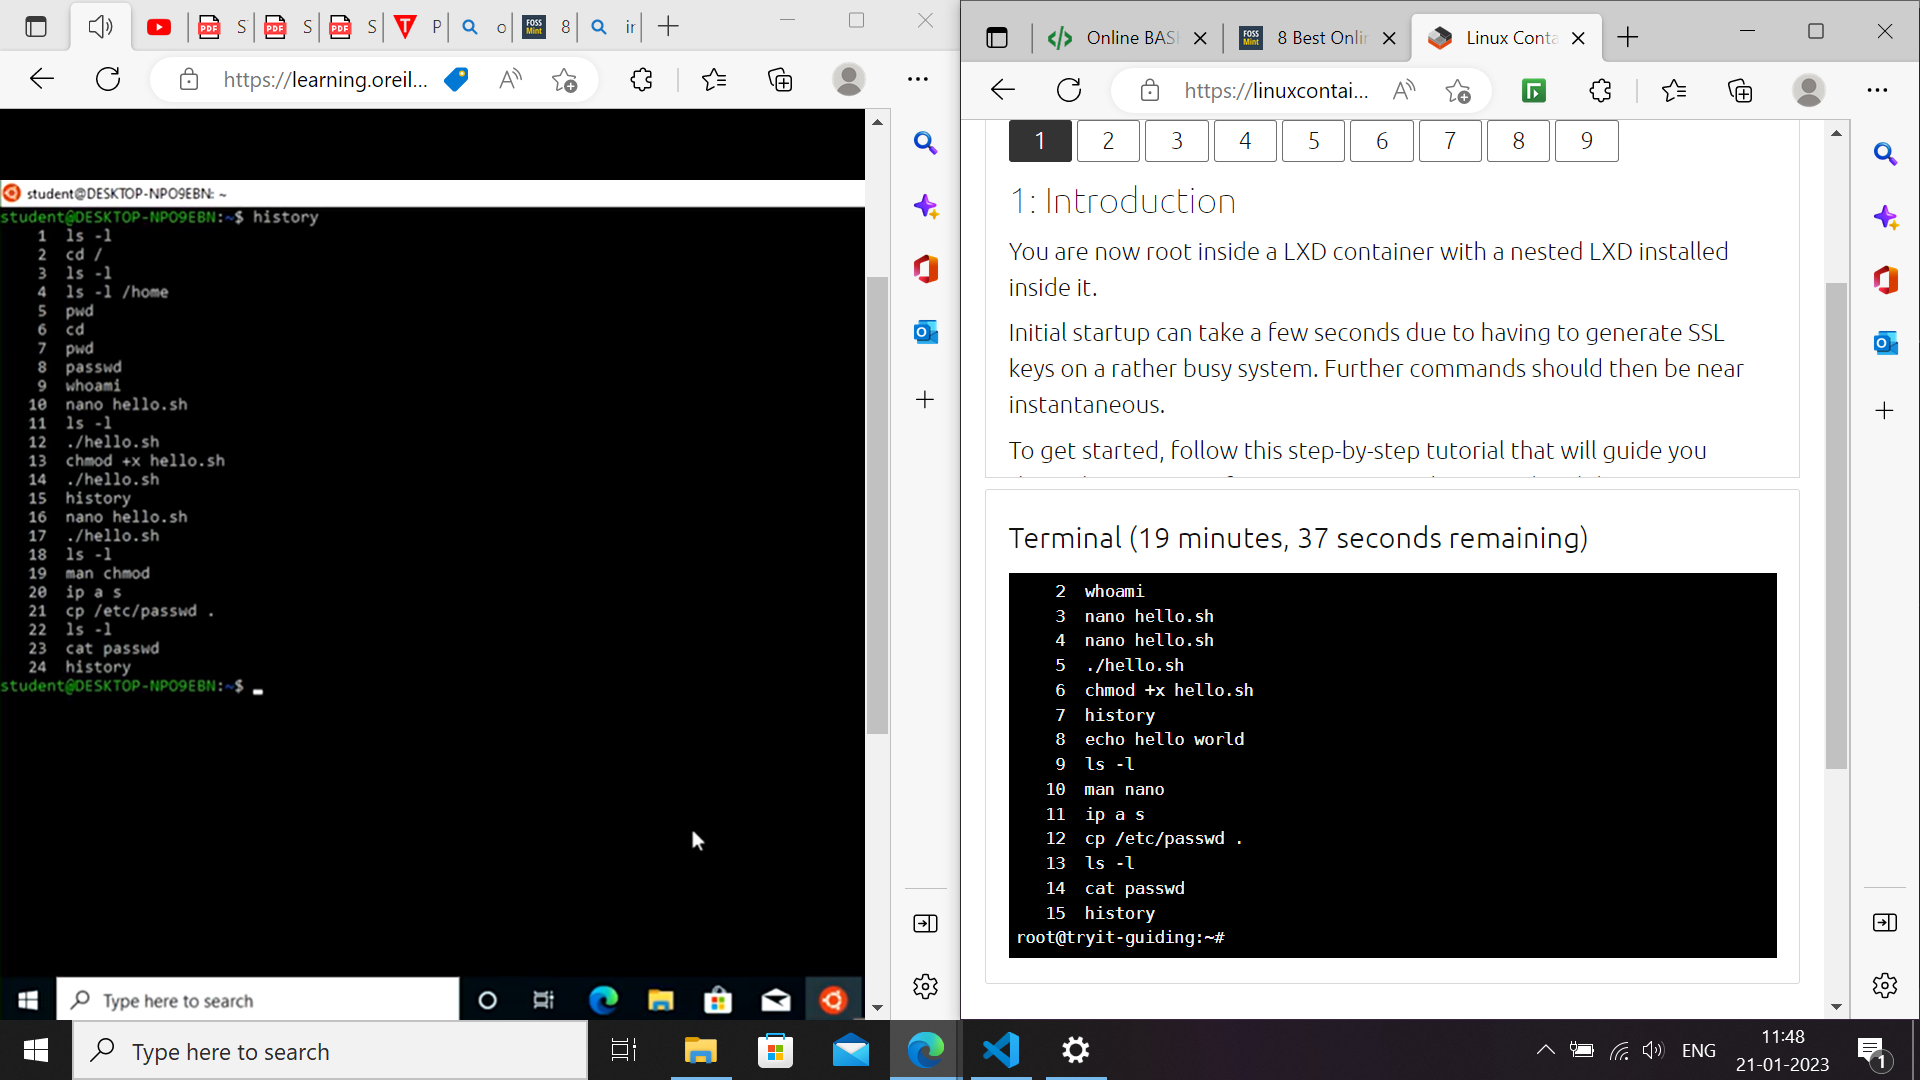 S
S
S
P
o
8
ir
https://learning.oreil...
student@DESKTOP-NPO9EBN: ~
student@DESKTOP-NPO9EBN:~$ history
1 ls -l
2 cd /
3 ls -l
4 ls -l /home
5 pwd
6 cd
7 pwd
8 passwd
9 whoami
10 nano hello.sh
11 ls -l
12 ./hello.sh
13 chmod +x hello.sh
14 ./hello.sh
15 history
16 nano hello.sh
17 ./hello.sh
18 ls -l
19 man chmod
20 ip a s
21 cp /etc/passwd .
22 ls -l
23 cat passwd
24 history
student@DESKTOP-NPO9EBN:~$
Type here to search
Online BAS
8 Best Onli
Linux Conta
https://linuxcontai...
1 2 3 4 5 6 7 8 9
1: Introduction
You are now root inside a LXD container with a nested LXD installed
inside it.
Initial startup can take a few seconds due to having to generate SSL
keys on a rather busy system. Further commands should then be near
instantaneous.
To get started, follow this step-by-step tutorial that will guide you
Terminal (19 minutes, 37 seconds remaining)
2 whoami
3 nano hello.sh
4 nano hello.sh
5 ./hello.sh
6 chmod +x hello.sh
7 history
8 echo hello world
9 ls -l
10 man nano
11 ip a s
12 cp /etc/passwd .
13 ls -l
14 cat passwd
15 history
root@tryit-guiding:~#
Type here to search
ENG
11:48
21-01-2023
1